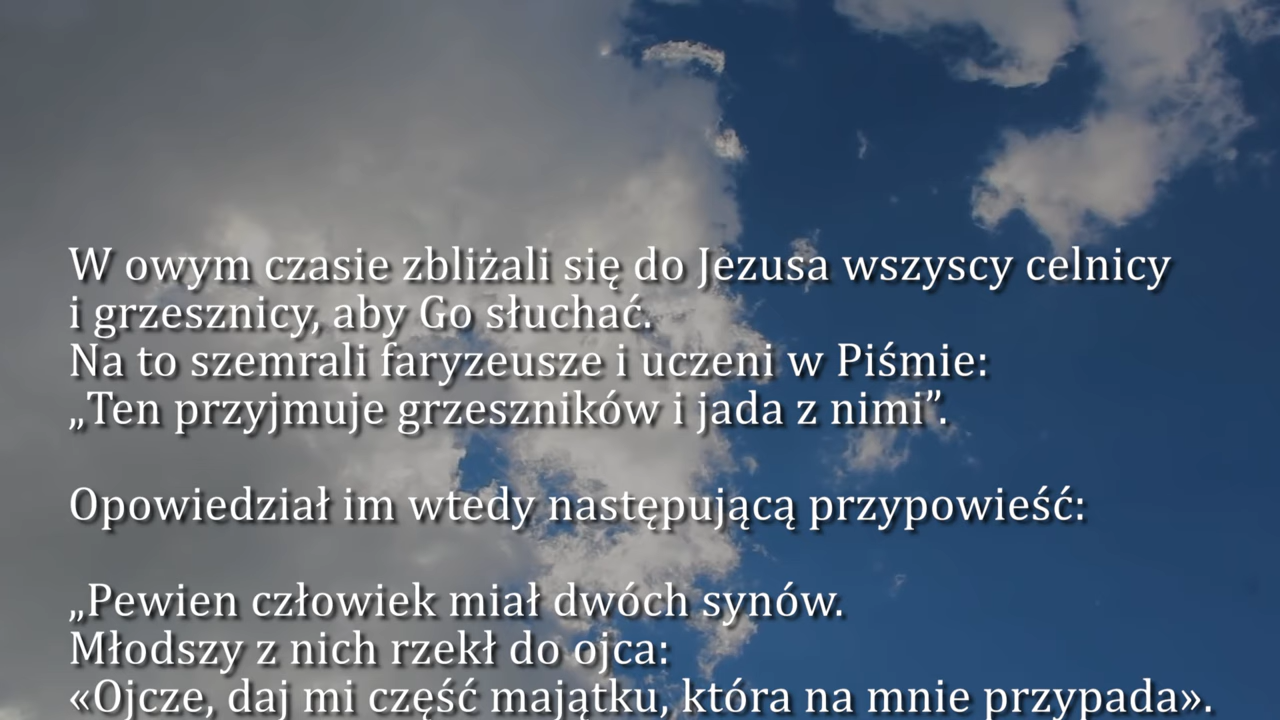 W owym czasie zbliżali się do Jezusa wszyscy celnicy
i grzesznicy, aby Go słuchać.
Na to szemrali faryzeusze i uczeni w Piśmie:
„Ten przyjmuje grzeszników i jada z nimi”.
Opowiedział im wtedy następującą przypowieść:
„Pewien człowiek miał dwóch synów.
Młodszy z nich rzekł do ojca:
«Ojcze, daj mi część majątku, która na mnie przypada».